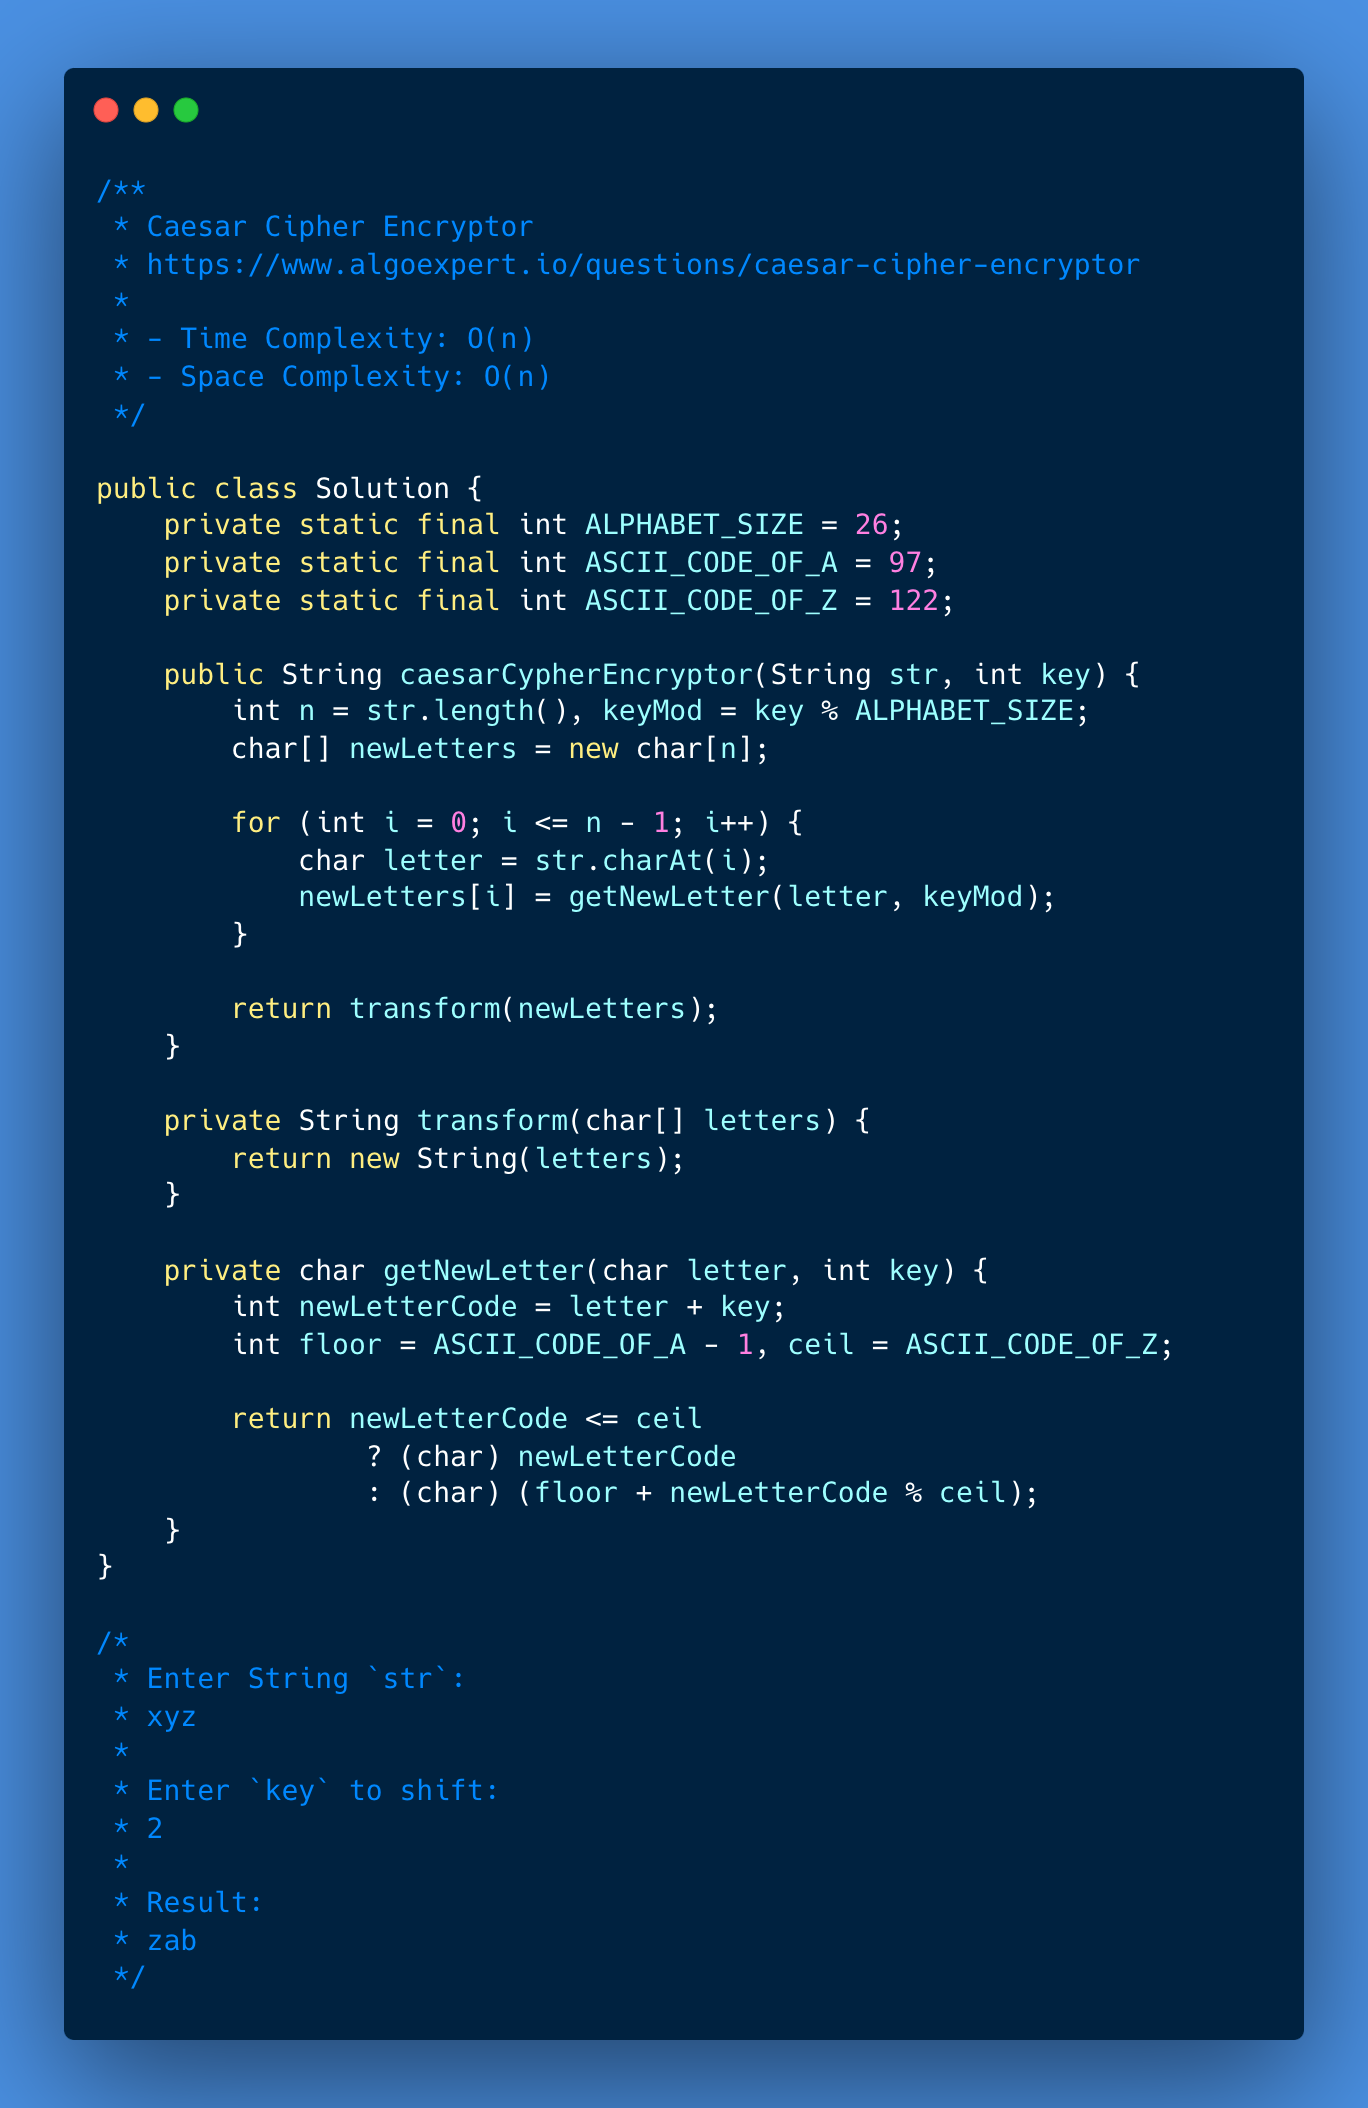 /**
 * Caesar Cipher Encryptor
 * https://www.algoexpert.io/questions/caesar-cipher-encryptor
 *
 * - Time Complexity: O(n)
 * - Space Complexity: O(n)
 */
public class Solution {
    private static final int ALPHABET_SIZE = 26;
    private static final int ASCII_CODE_OF_A = 97;
    private static final int ASCII_CODE_OF_Z = 122;
    public String caesarCypherEncryptor(String str, int key) {
        int n = str.length(), keyMod = key % ALPHABET_SIZE;
        char[] newLetters = new char[n];
        for (int i = 0; i <= n - 1; i++) {
            char letter = str.charAt(i);
            newLetters[i] = getNewLetter(letter, keyMod);
        }
        return transform(newLetters);
    }
    private String transform(char[] letters) {
        return new String(letters);
    }
    private char getNewLetter(char letter, int key) {
        int newLetterCode = letter + key;
        int floor = ASCII_CODE_OF_A - 1, ceil = ASCII_CODE_OF_Z;
        return newLetterCode <= ceil
                ? (char) newLetterCode
                : (char) (floor + newLetterCode % ceil);
    }
}
/*
 * Enter String `str`:
 * xyz
 *
 * Enter `key` to shift:
 * 2
 *
 * Result:
 * zab
 */